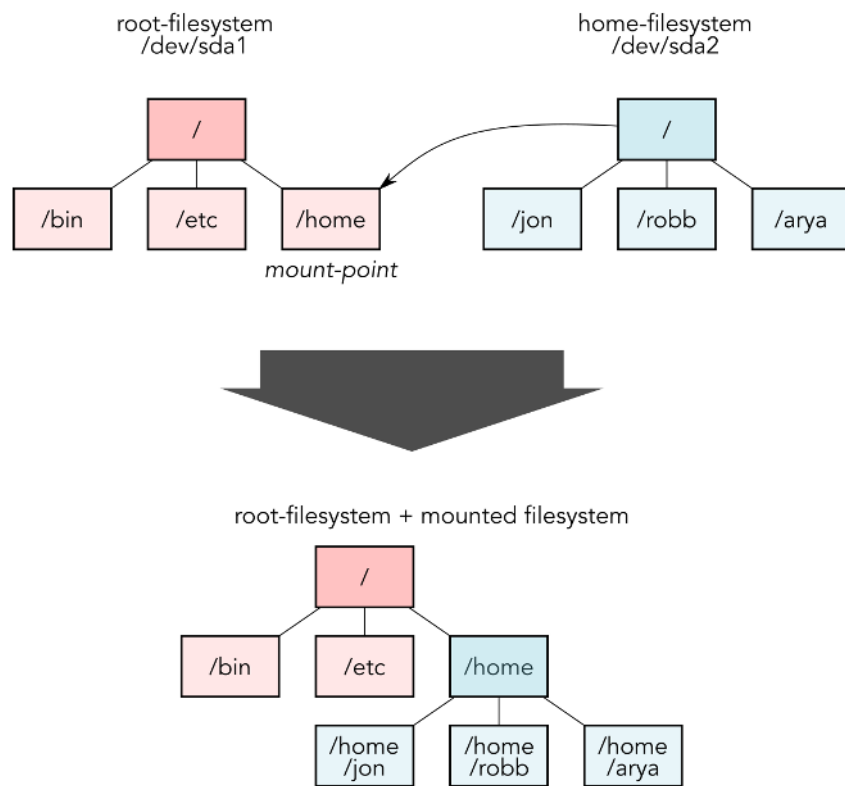 root-filesystem
/dev/sda1
home-filesystem
/dev/sda2
/
/
/bin
/etc
/home
/jon
/robb
/arya
mount-point
root-filesystem + mounted filesystem
/
/bin
/etc
/home
/home
/jon
/home
/robb
/home
/arya